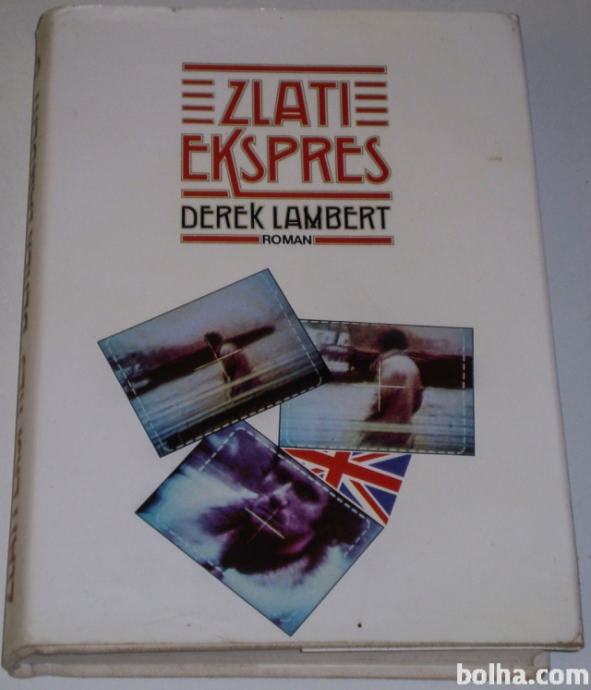 ZLATI
EKSPRES
DEREK LAMBERT
ROMAN
bolha.com